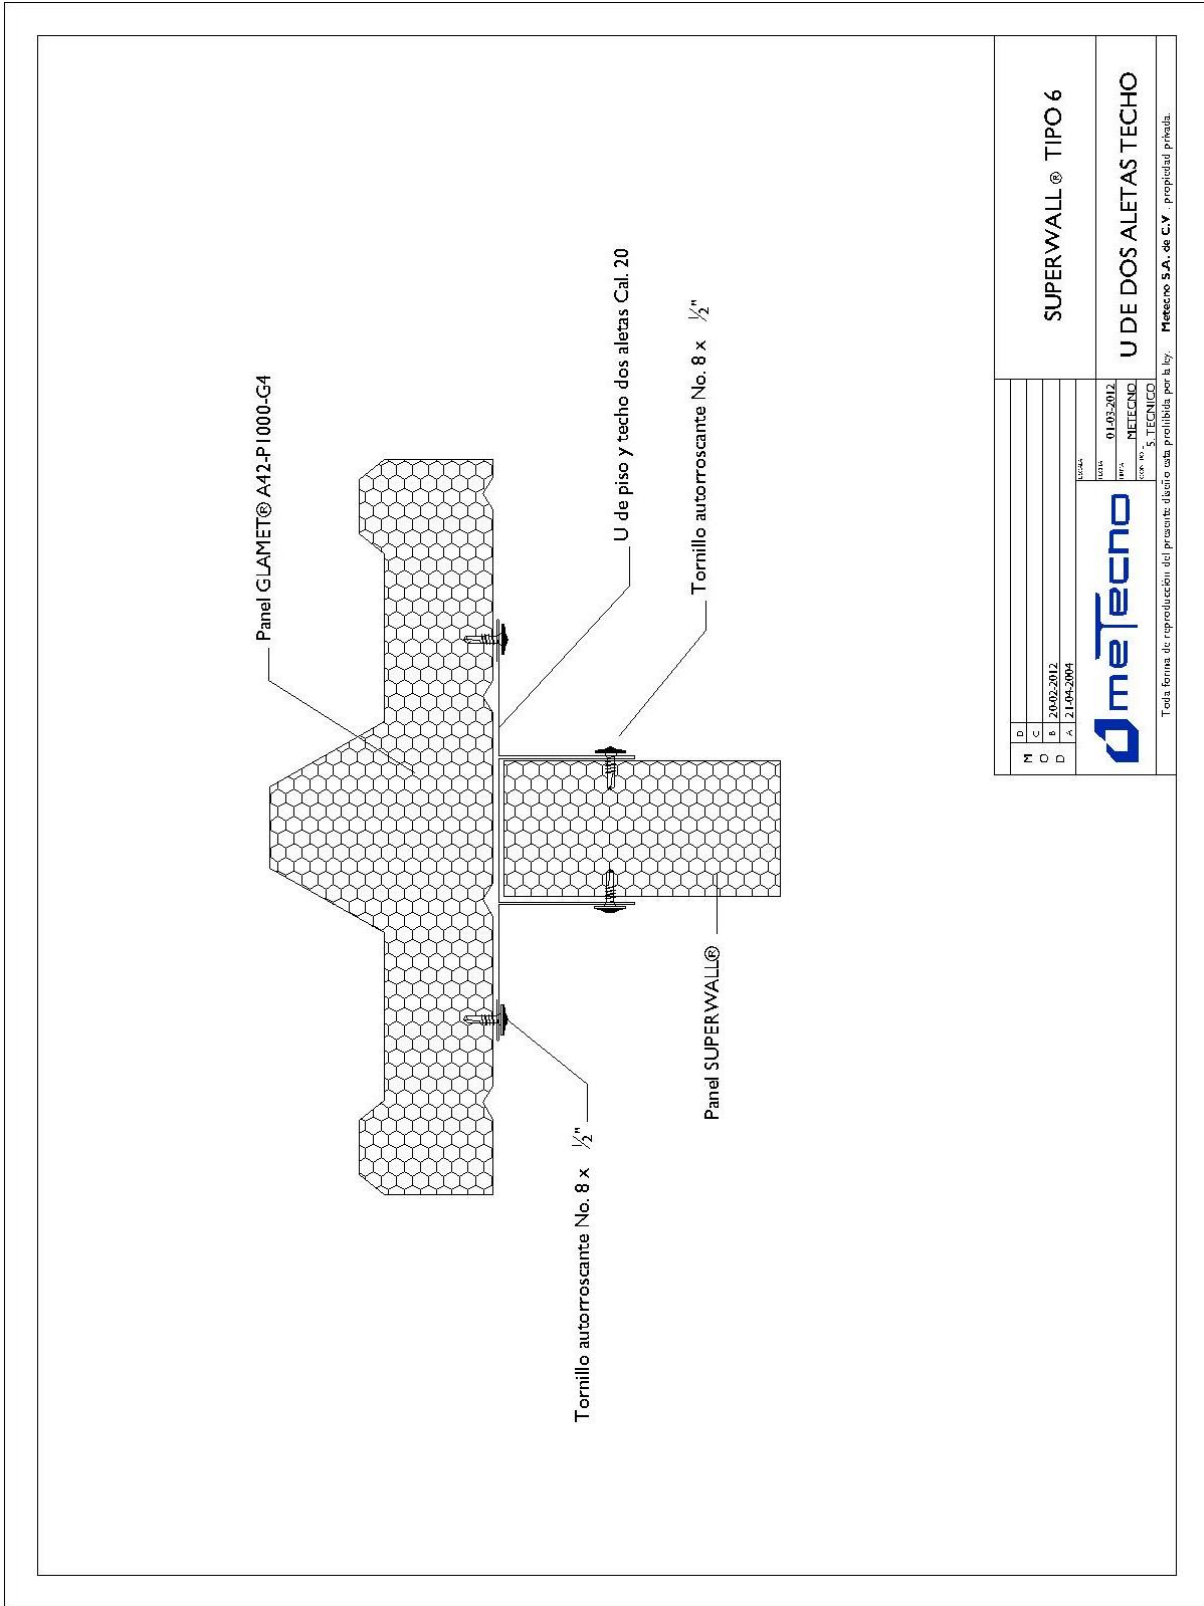 Panel GLAMET® A42-P1000-G4
U de piso y techo dos aletas Cal. 20
Tornillo autorroscante No. 8 x ½"
Tornillo autorroscante No. 8 x ½"
Panel SUPERWALL®
M
O
D
D
C
B 20-02-2012
A 21-04-2004
meTecno
01-03-2012
METECNO
S. TECNICO
SUPERWALL® TIPO 6
U DE DOS ALETAS TECHO
Toda forma de reproducción del presente diseño esta prohibida por la ley. Metecno S.A. de C.V. propiedad privada.